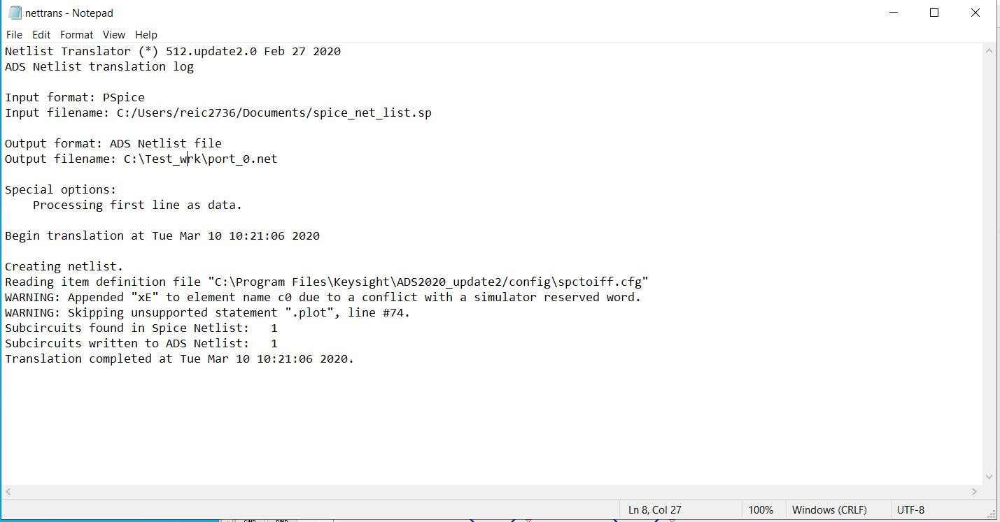 nettrans - Notepad
File Edit Format View Help
Netlist Translator (*) 512.update2.0 Feb 27 2020
ADS Netlist translation log
Input format: PSpice
Input filename: C:/Users/reic2736/Documents/spice_net_list.sp
Output format: ADS Netlist file
Output filename: C:\Test_wrk\port_0.net
Special options:
Processing first line as data.
Begin translation at Tue Mar 10 10:21:06 2020
Creating netlist.
Reading item definition file "C:\Program Files\Keysight\ADS2020_update2/config\spctoiff.cfg"
WARNING: Appended "xE" to element name c0 due to a conflict with a simulator reserved word.
WARNING: Skipping unsupported statement ".plot", line #74.
Subcircuits found in Spice Netlist: 1
Subcircuits written to ADS Netlist: 1
Translation completed at Tue Mar 10 10:21:06 2020.
Ln 8, Col 27 100% Windows (CRLF) UTF-8